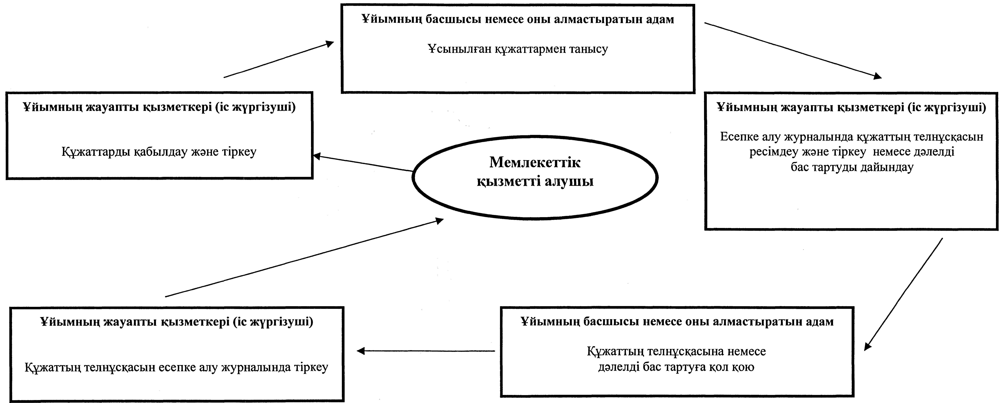 Ұйымның басшысы немесе оны алмастыратын адам
Ұсынылған құжаттармен танысу
Ұйымның жауапты қызметкері (іс жүргізуші)
Құжаттарды қабылдау және тіркеу
Ұйымның жауапты қызметкері (іс жүргізуші)
Есепке алу журналында құжаттың телнұсқасын
ресімдеу және тіркеу немесе дәлелді
бас тартуды дайындау
Мемлекеттік
қызметті алушы
Ұйымның жауапты қызметкері (іс жүргізуші)
Құжаттың телнұсқасын есепке алу журналында тіркеу
Ұйымның басшысы немесе оны алмастыратын адам
Құжаттың телнұсқасына немесе
дәлелді бас тартуға қол қою